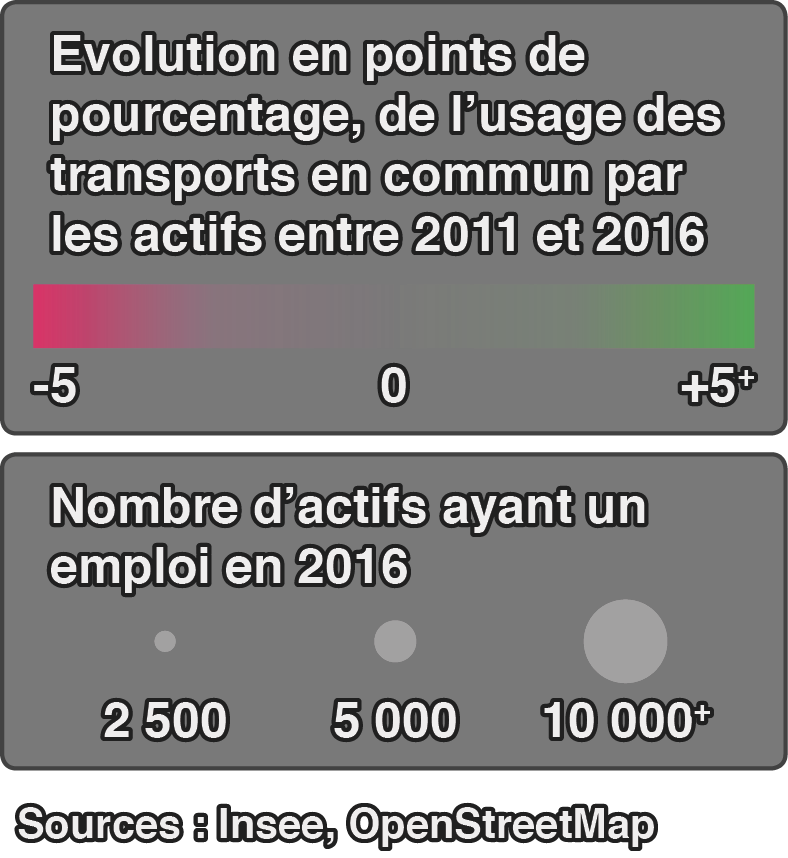 Evolution en points de
pourcentage, de l’usage des
transports en commun par
les actifs entre 2011 et 2016
-5 0 +5⁺
Nombre d’actifs ayant un
emploi en 2016
2 500 5 000 10 000⁺
Sources : Insee, OpenStreetMap